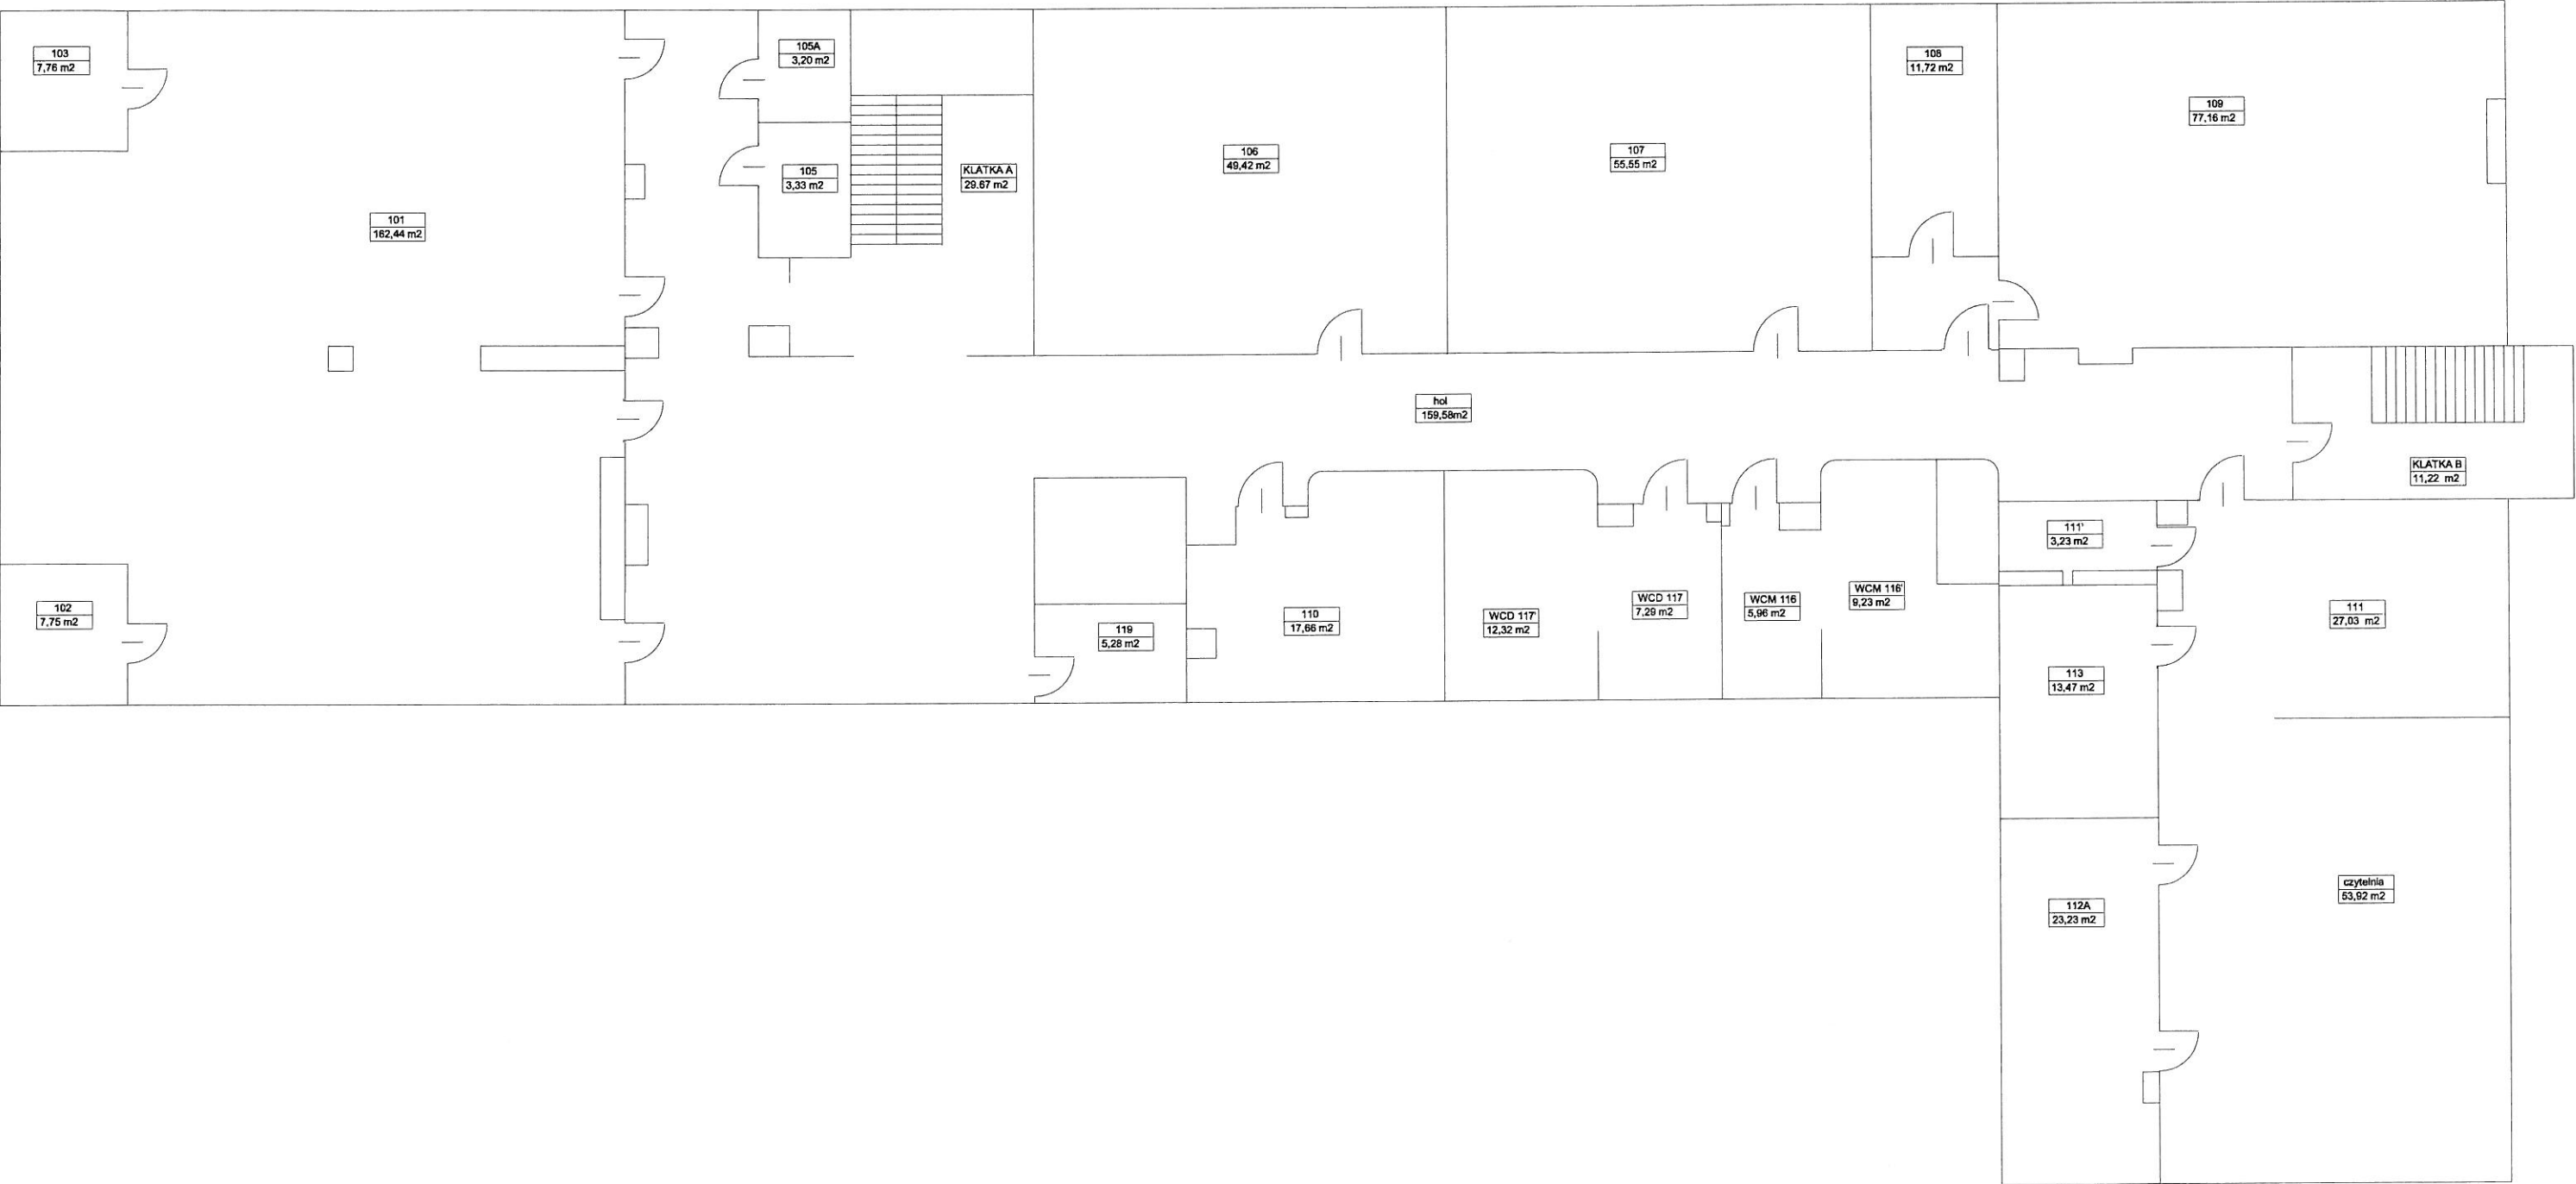 103
7,76 m2
105A
3,20 m2
108
11,72 m2
109
77,16 m2
106
49,42 m2
107
55,55 m2
105
3,33 m2
KLATKA A
29.67 m2
101
162,44 m2
hol
159,58m2
KLATKA B
11,22 m2
111'
3,23 m2
102
7,75 m2
119
5,28 m2
110
17,66 m2
WCD 117'
12,32 m2
WCD 117
7,29 m2
WCM 116
5,96 m2
WCM 116'
9,23 m2
111
27,03 m2
113
13,47 m2
112A
23,23 m2
czytelnia
53,92 m2